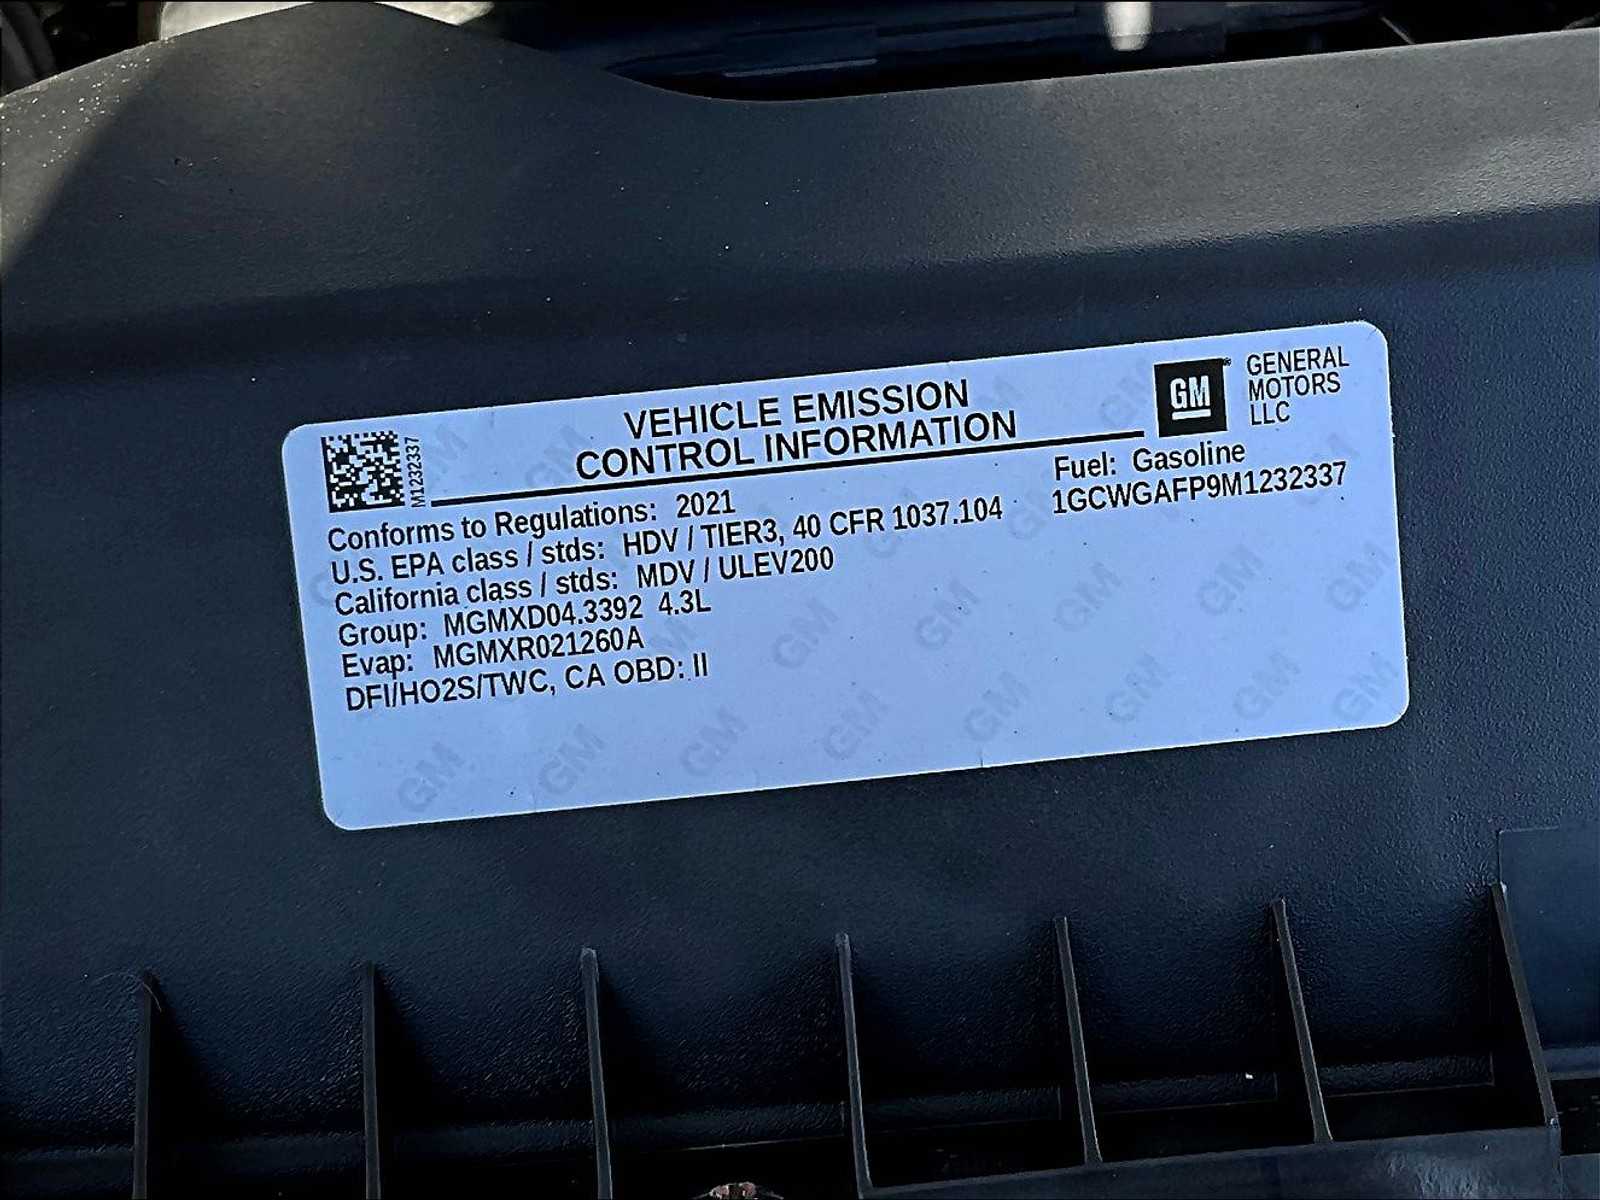 VEHICLE EMISSION
CONTROL INFORMATION
GM
GENERAL
MOTORS
LLC
M1232337
Conforms to Regulations: 2021
Fuel: Gasoline
U.S. EPA class / stds: HDV / TIER3, 40 CFR 1037.104
1GCWGAFP9M1232337
California class / stds: MDV / ULEV200
Group: MGMXD04.3392 4.3L
Evap: MGMXR021260A
DFI/HO2S/TWC, CA OBD: II